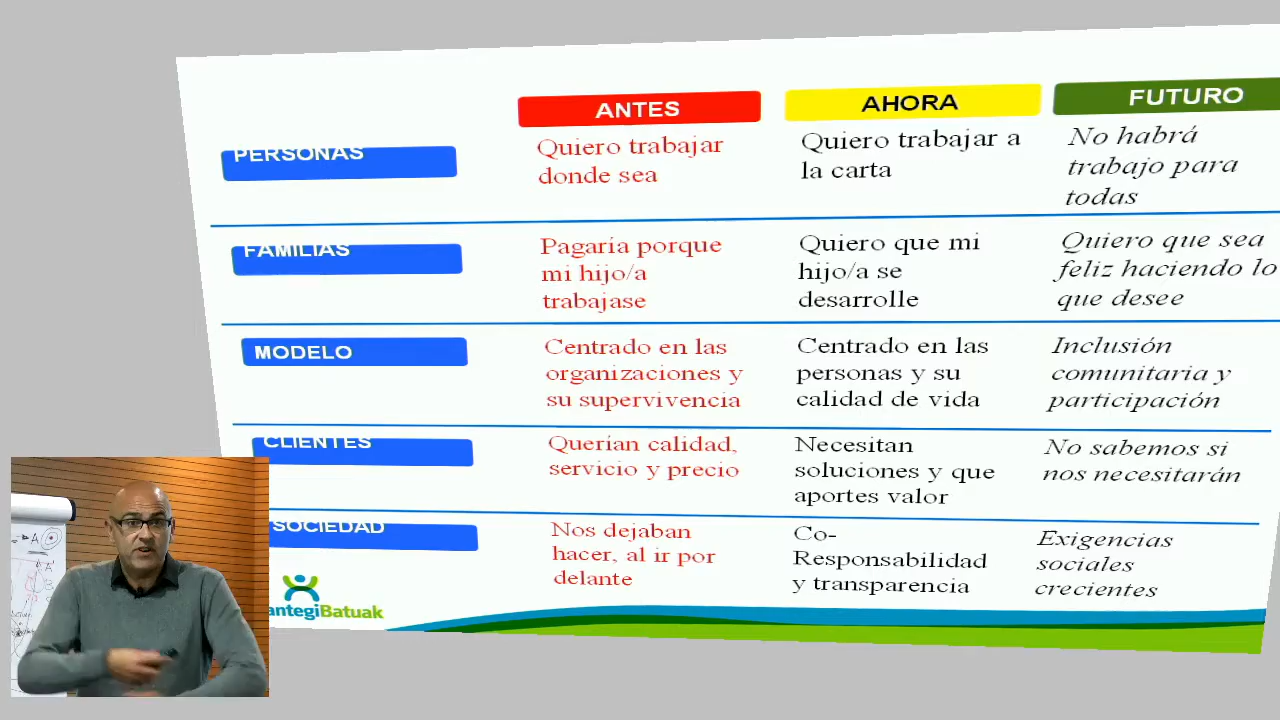 ANTES
AHORA
FUTURO
PERSONAS
Quiero trabajar
donde sea
Quiero trabajar a
la carta
No habrá
trabajo para
todas
FAMILIAS
Pagaría porque
mi hijo/a
trabajase
Quiero que mi
hijo/a se
desarrolle
Quiero que sea
feliz haciendo lo
que desee
MODELO
Centrado en las
organizaciones y
su supervivencia
Centrado en las
personas y su
calidad de vida
Inclusión
comunitaria y
participación
CLIENTES
Querían calidad,
servicio y precio
Necesitan
soluciones y que
aportes valor
No sabemos si
nos necesitarán
SOCIEDAD
Nos dejaban
hacer, al ir por
delante
Co-
Responsabilidad
y transparencia
Exigencias
sociales
crecientes
antegiBatuak